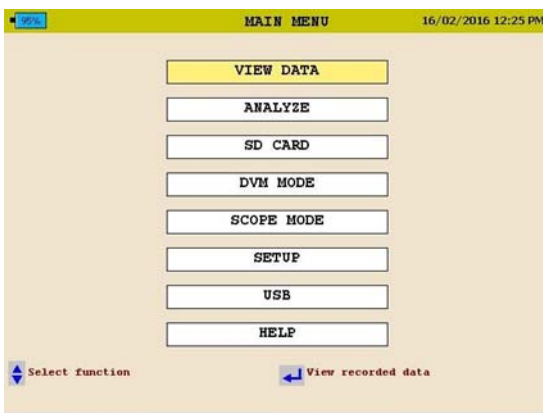 95% MAIN MENU 16/02/2016 12:25 PM
VIEW DATA
ANALYZE
SD CARD
DVM MODE
SCOPE MODE
SETUP
USB
HELP
Select function View recorded data